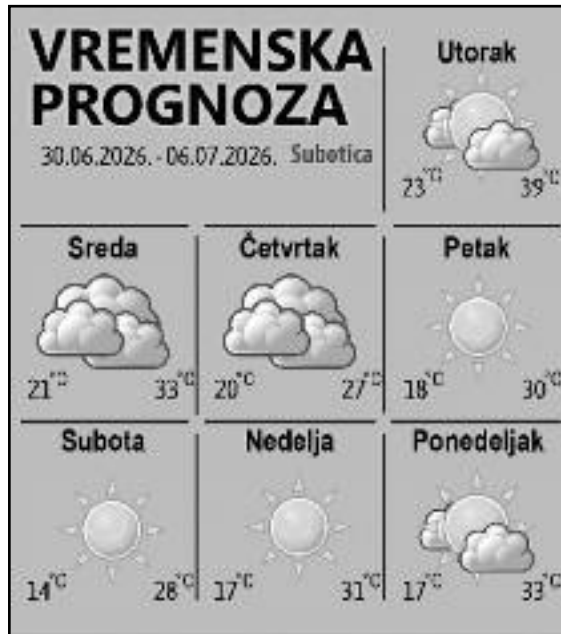 VREMENSKA
PROGNOZA
30.06.2026. - 06.07.2026. Subotica
Utorak
23°C 39°C
Sreda
21°C 33°C
Četvrtak
20°C 27°C
Petak
18°C 30°C
Subota
14°C 28°C
Nedelja
17°C 31°C
Ponedeljak
17°C 33°C